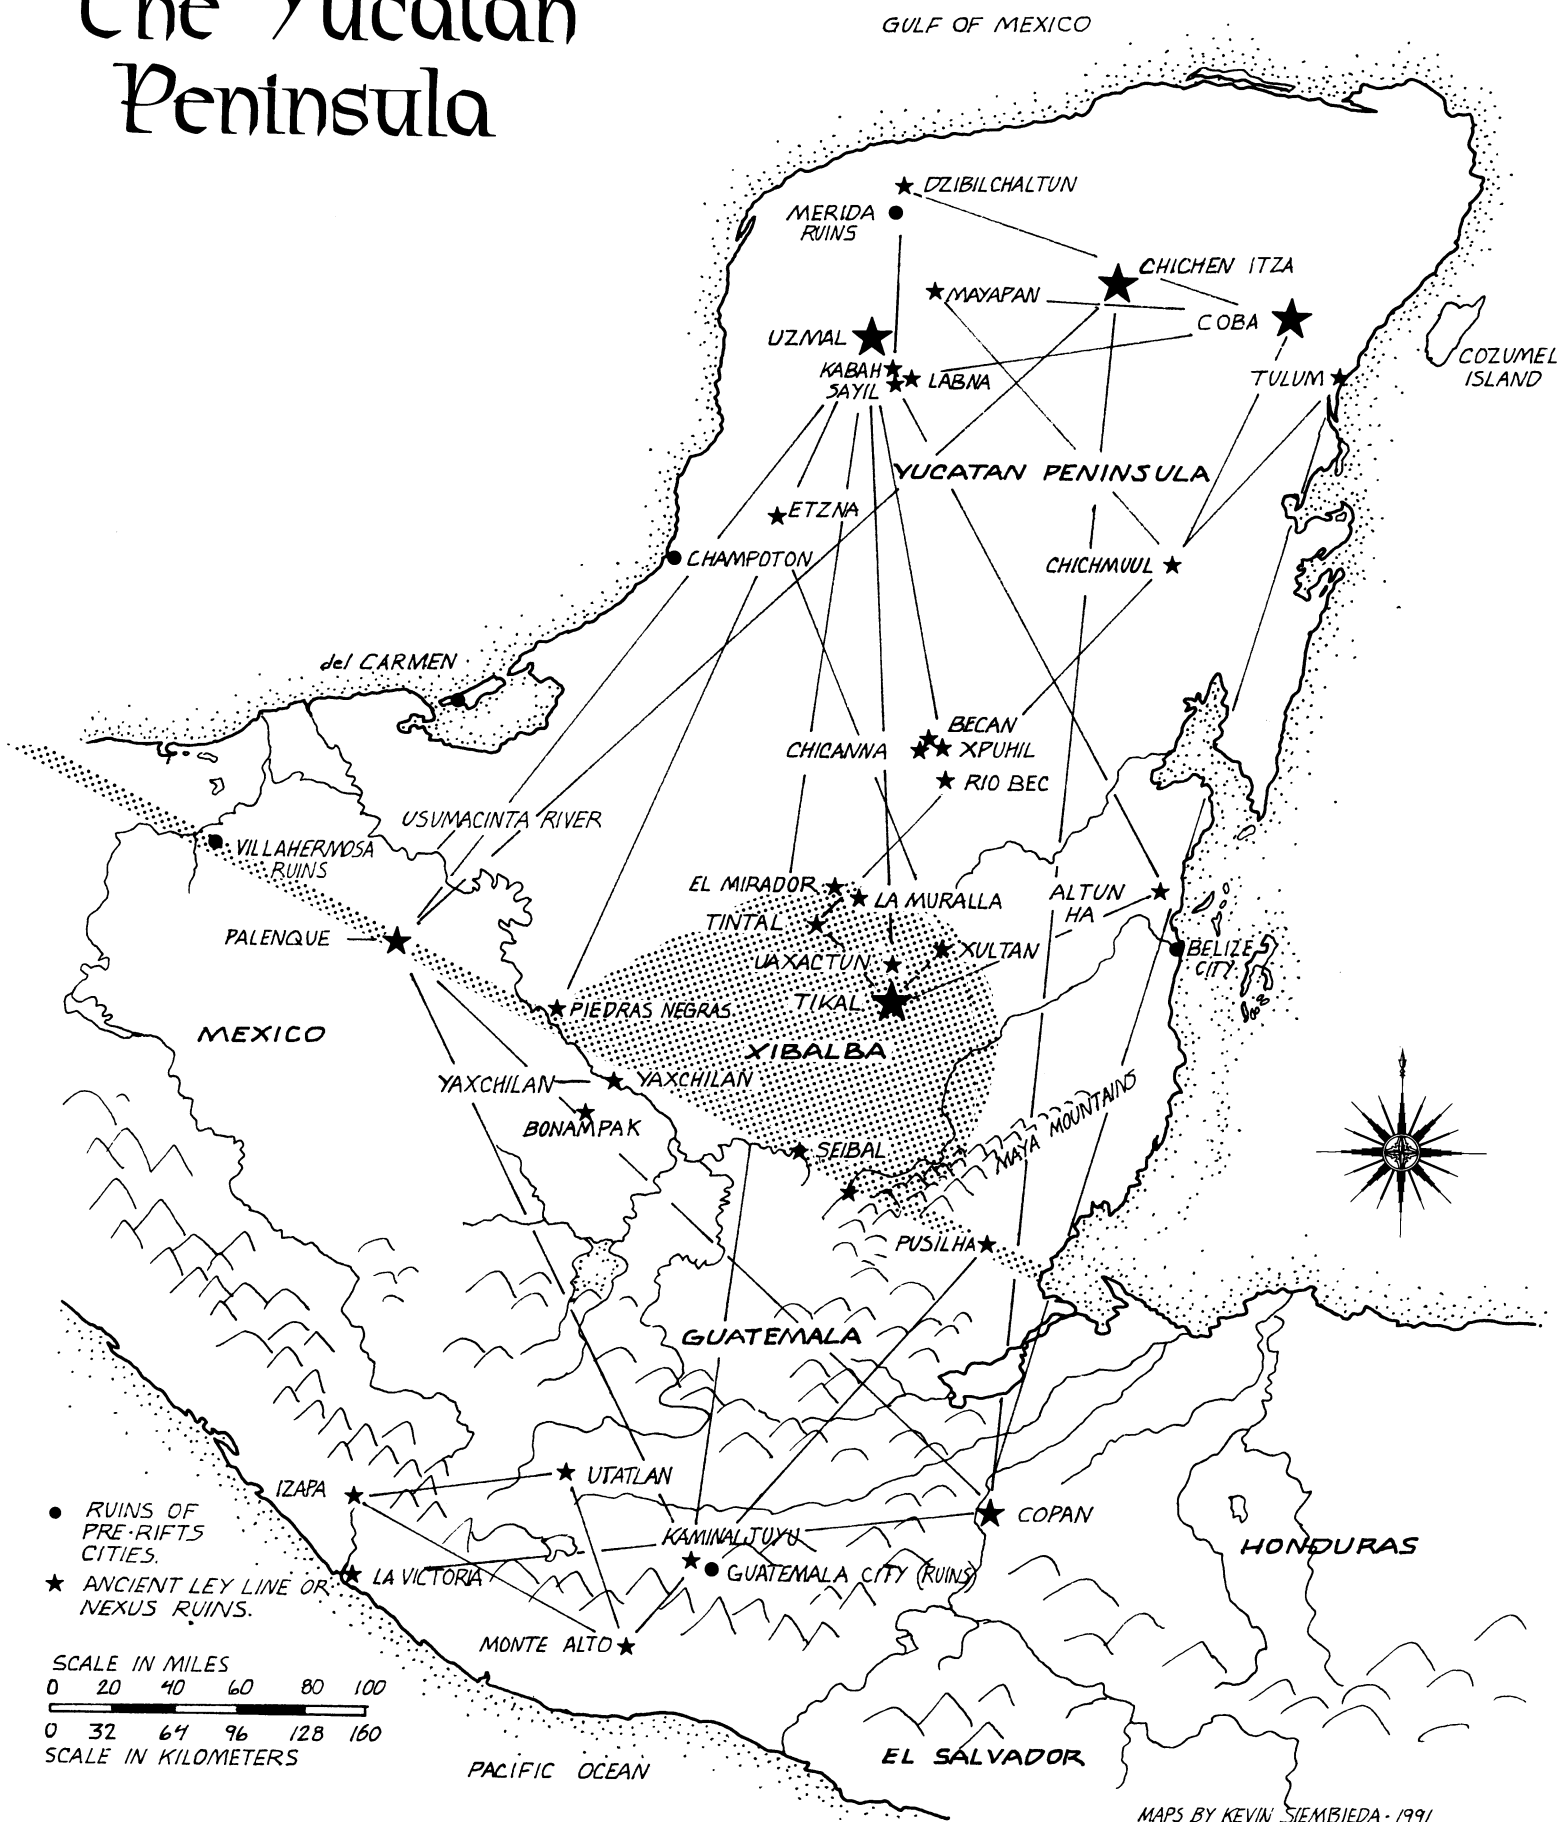 The Yucatan
Peninsula
GULF OF MEXICO
DZIBILCHALTUN
MERIDA
RUINS
CHICHEN ITZA
MAYAPAN
COBA
UZMAL
KABAH
SAYIL
LABNA
TULUM
COZUMEL
ISLAND
YUCATAN PENINSULA
ETZNA
CHAMPOTON
CHICHMUUL
del CARMEN
BECAN
CHICANNA
XPUHIL
RIO BEC
USUMACINTA RIVER
VILLAHERMOSA
RUINS
EL MIRADOR
LA MURALLA
ALTUN
HA
TINTAL
PALENQUE
XULTAN
BELIZE
CITY
UAXACTUN
TIKAL
PIEDRAS NEGRAS
MEXICO
XIBALBA
YAXCHILAN
YAXCHILAN
BONAMPAK
MAYA MOUNTAINS
SEIBAL
PUSILHA
GUATEMALA
IZAPA
UTATLAN
COPAN
KAMINALJUYU
HONDURAS
GUATEMALA CITY (RUINS)
LA VICTORIA
MONTE ALTO
RUINS OF
PRE-RIFTS
CITIES.
ANCIENT LEY LINE OR
NEXUS RUINS.
SCALE IN MILES
0 20 40 60 80 100
0 32 64 96 128 160
SCALE IN KILOMETERS
PACIFIC OCEAN
EL SALVADOR
MAPS BY KEVIN SIEMBIEDA - 1991